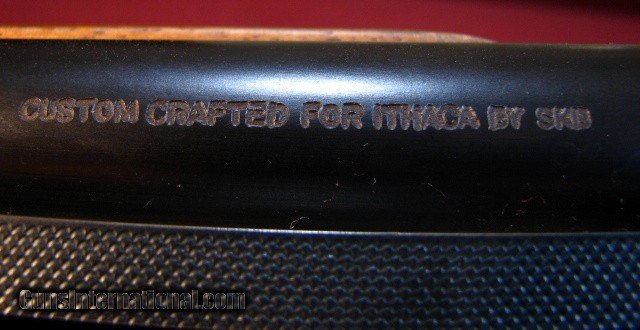 CUSTOM CRAFTED FOR ITHACA BY SKB
GunsInternational.com